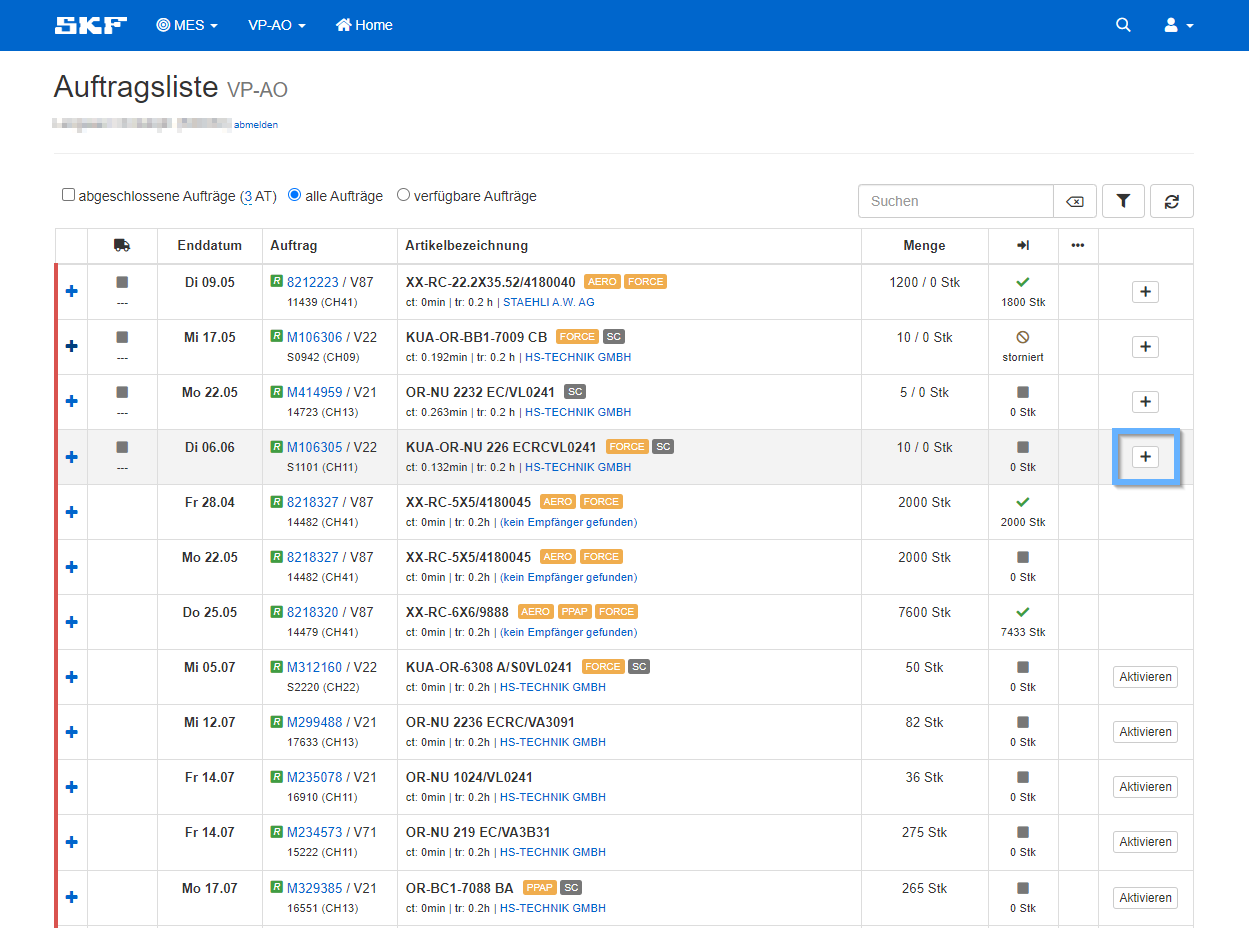 SKF MES VP-AO Home
Auftragsliste VP-AO
abmelden
abgeschlossene Aufträge (3 AT) alle Aufträge verfügbare Aufträge Suchen
Enddatum Auftrag Artikelbezeichnung Menge
Di 09.05 R 8212223 / V87 XX-RC-22.2X35.52/4180040 AERO FORCE 1200 / 0 Stk
--- 11439 (CH41) ct: 0min | tr: 0.2 h | STAEHLI A.W. AG 1800 Stk
Mi 17.05 R M106306 / V22 KUA-OR-BB1-7009 CB FORCE SC 10 / 0 Stk
--- S0942 (CH09) ct: 0.192min | tr: 0.2 h | HS-TECHNIK GMBH storniert
Mo 22.05 R M414959 / V21 OR-NU 2232 EC/VL0241 SC 5 / 0 Stk
--- 14723 (CH13) ct: 0.263min | tr: 0.2 h | HS-TECHNIK GMBH 0 Stk
Di 06.06 R M106305 / V22 KUA-OR-NU 226 ECRCVL0241 FORCE SC 10 / 0 Stk
--- S1101 (CH11) ct: 0.132min | tr: 0.2 h | HS-TECHNIK GMBH 0 Stk
Fr 28.04 R 8218327 / V87 XX-RC-5X5/4180045 AERO FORCE 2000 Stk
14482 (CH41) ct: 0min | tr: 0.2h | (kein Empfänger gefunden) 2000 Stk
Mo 22.05 R 8218327 / V87 XX-RC-5X5/4180045 AERO FORCE 2000 Stk
14482 (CH41) ct: 0min | tr: 0.2h | (kein Empfänger gefunden) 0 Stk
Do 25.05 R 8218320 / V87 XX-RC-6X6/9888 AERO PPAP FORCE 7600 Stk
14479 (CH41) ct: 0min | tr: 0.2h | (kein Empfänger gefunden) 7433 Stk
Mi 05.07 R M312160 / V22 KUA-OR-6308 A/S0VL0241 FORCE SC 50 Stk Aktivieren
S2220 (CH22) ct: 0min | tr: 0.2h | HS-TECHNIK GMBH 0 Stk
Mi 12.07 R M299488 / V21 OR-NU 2236 ECRC/VA3091 82 Stk Aktivieren
17633 (CH13) ct: 0min | tr: 0.2h | HS-TECHNIK GMBH 0 Stk
Fr 14.07 R M235078 / V21 OR-NU 1024/VL0241 36 Stk Aktivieren
16910 (CH11) ct: 0min | tr: 0.2h | HS-TECHNIK GMBH 0 Stk
Fr 14.07 R M234573 / V71 OR-NU 219 EC/VA3B31 275 Stk Aktivieren
15222 (CH11) ct: 0min | tr: 0.2h | HS-TECHNIK GMBH 0 Stk
Mo 17.07 R M329385 / V21 OR-BC1-7088 BA PPAP SC 265 Stk Aktivieren
16551 (CH13) ct: 0min | tr: 0.2h | HS-TECHNIK GMBH 0 Stk